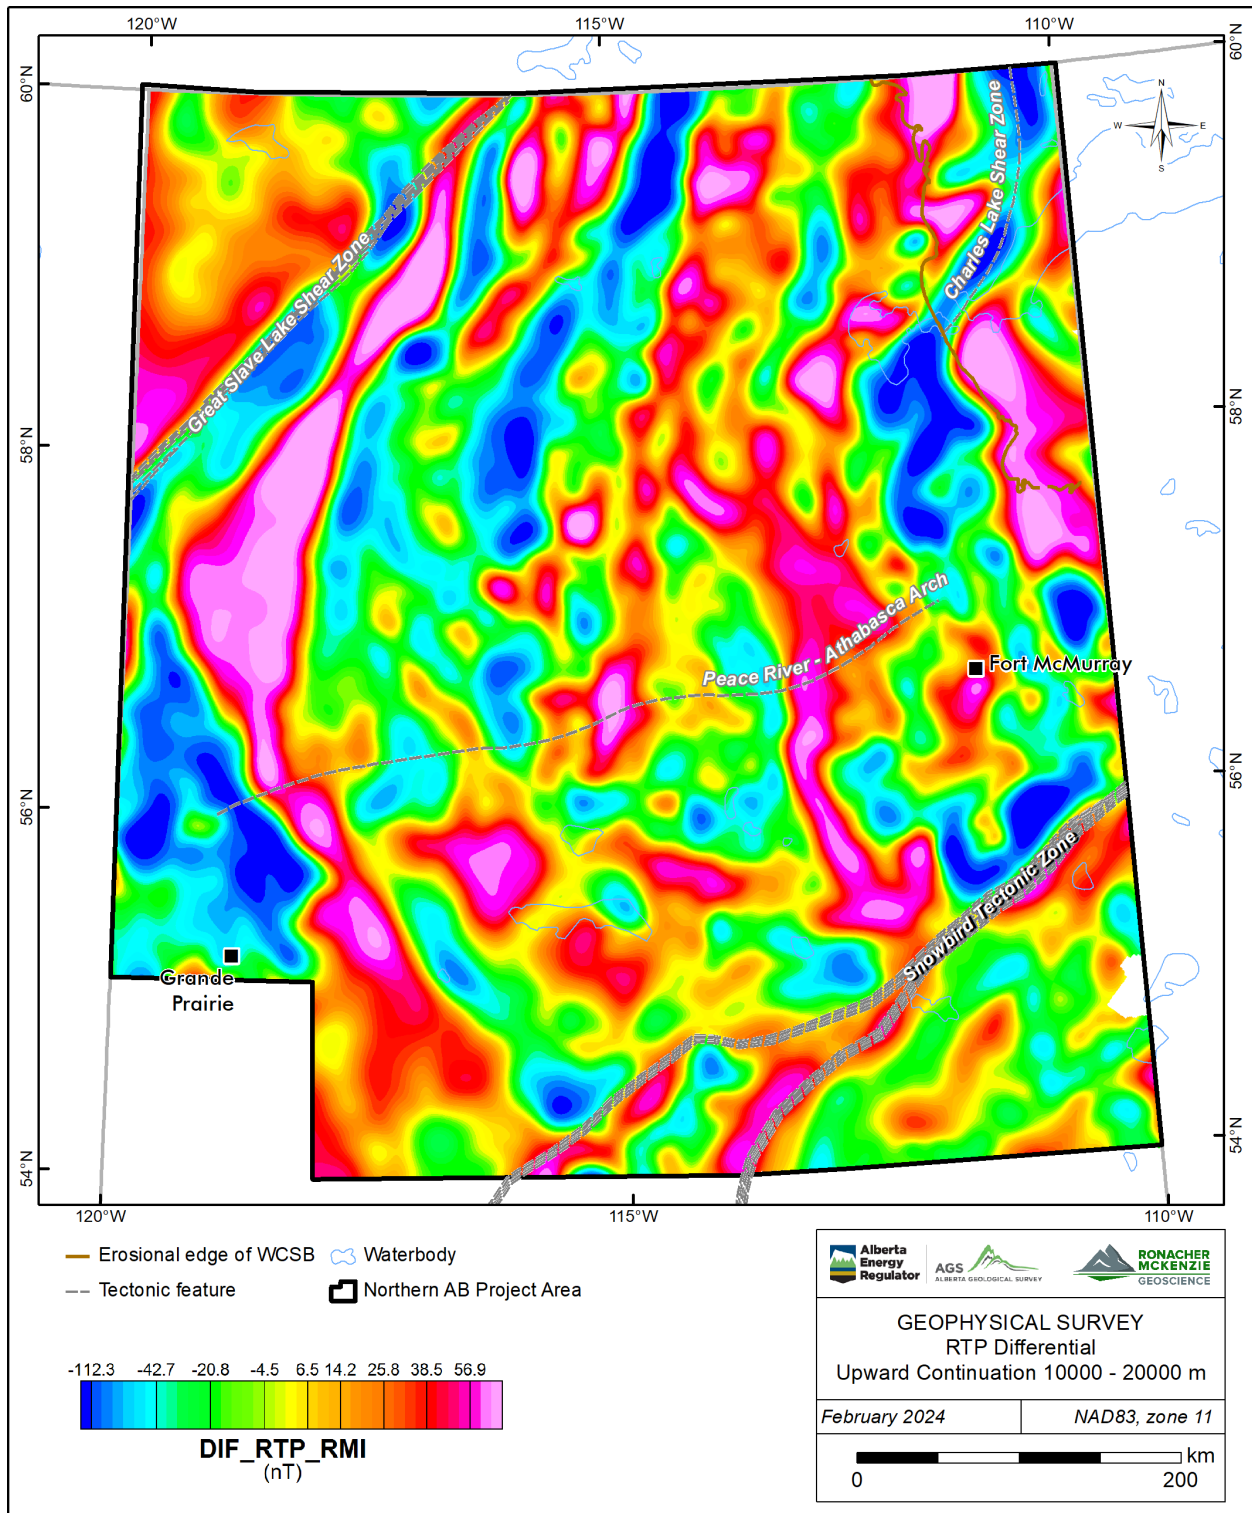 120°W
115°W
110°W
60°N
60°N
N
W
E
S
Charles Lake Shear Zone
Great Slave Lake Shear Zone
58°N
58°N
Peace River - Athabasca Arch
Fort McMurray
56°N
56°N
Snowbird Tectonic Zone
Grande
Prairie
54°N
54°N
120°W
115°W
110°W
Erosional edge of WCSB
Waterbody
Tectonic feature
Northern AB Project Area
-112.3
-42.7
-20.8
-4.5
6.5
14.2
25.8
38.5
56.9
DIF_RTP_RMI
(nT)
Alberta
Energy
Regulator
AGS
ALBERTA GEOLOGICAL SURVEY
RONACHER
MCKENZIE
GEOSCIENCE
GEOPHYSICAL SURVEY
RTP Differential
Upward Continuation 10000 - 20000 m
February 2024
NAD83, zone 11
km
0
200